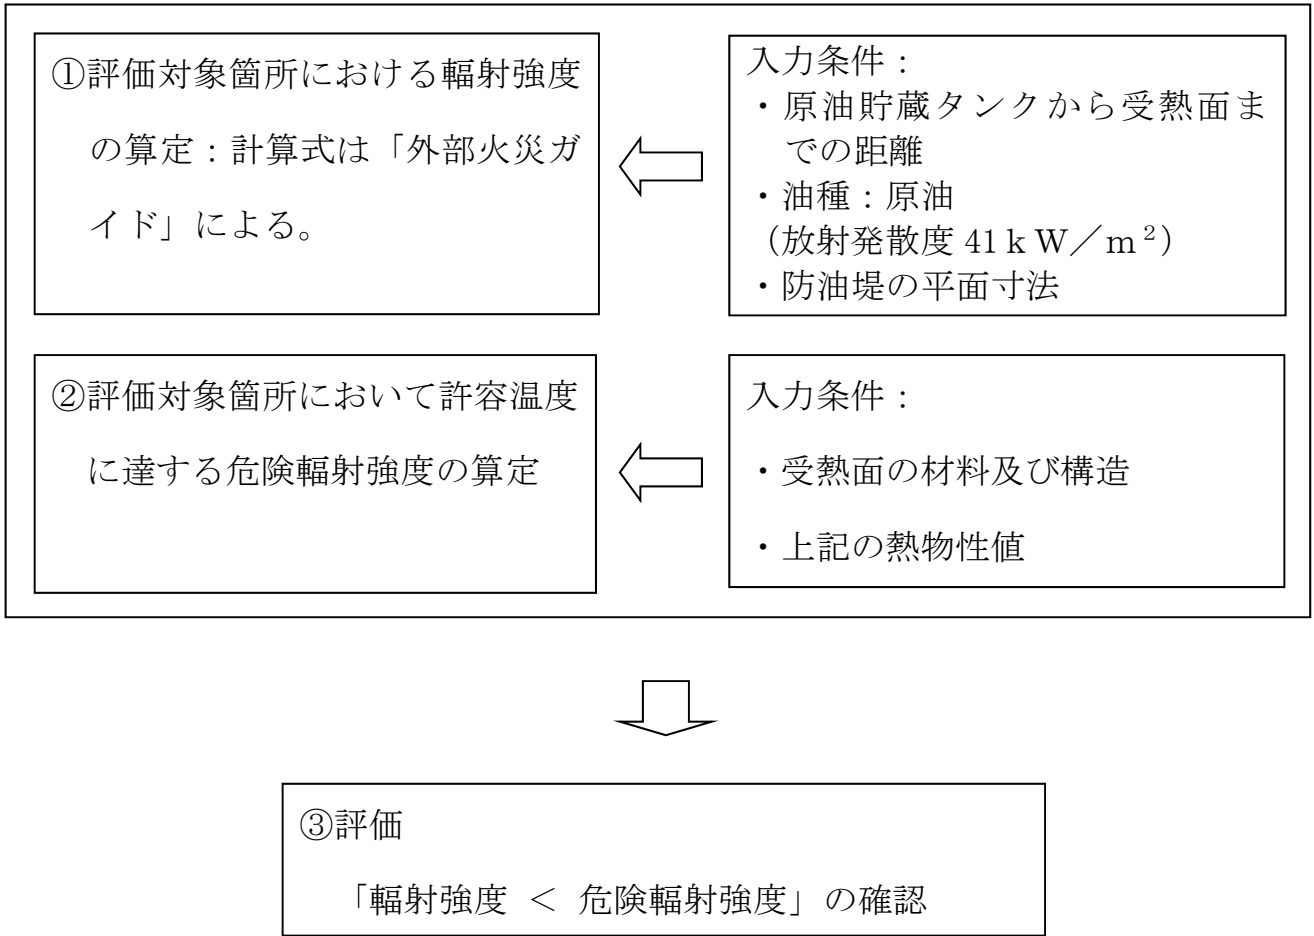 ①評価対象箇所における輻射強度
の算定：計算式は「外部火災ガ
イド」による。
入力条件：
・原油貯蔵タンクから受熱面ま
での距離
・油種：原油
（放射発散度 41ｋＷ／ｍ²）
・防油堤の平面寸法
②評価対象箇所において許容温度
に達する危険輻射強度の算定
入力条件：
・受熱面の材料及び構造
・上記の熱物性値
③評価
「輻射強度 ＜ 危険輻射強度」の確認